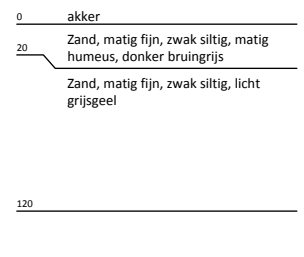 0 akker
Zand, matig fijn, zwak siltig, matig
20 humeus, donker bruingrijs
Zand, matig fijn, zwak siltig, licht
grijsgeel
120